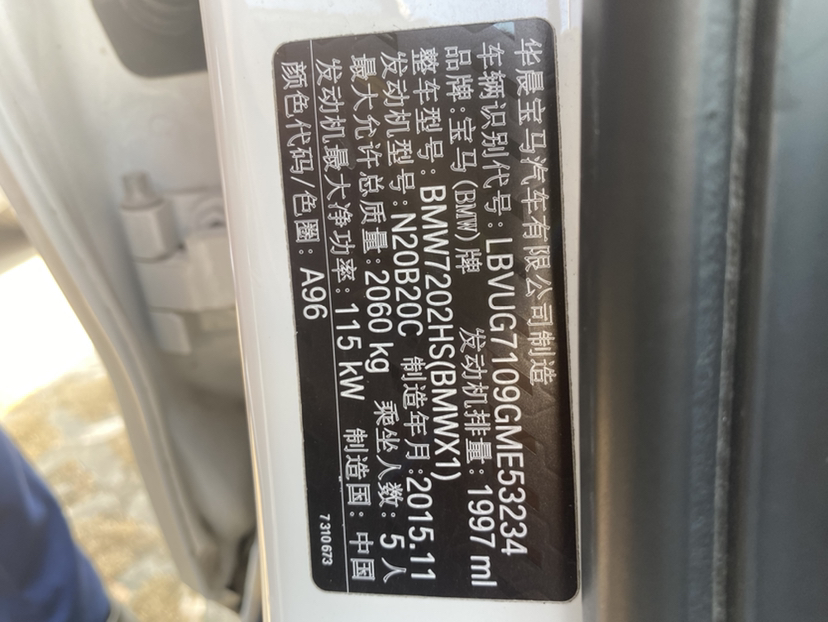 华晨宝马汽车有限公司制造
车辆识别代号: LBVUG7109GME53234
品牌:宝马(BMW)牌 发动机排量: 1997 ml
整车型号: BMW7202HS(BMWX1)
发动机型号: N20B20C 制造年月:2015.11
最大允许总质量: 2060 kg 乘坐人数: 5人
发动机最大净功率: 115 kW 制造国: 中国
颜色代码/色圈: A96
7310673